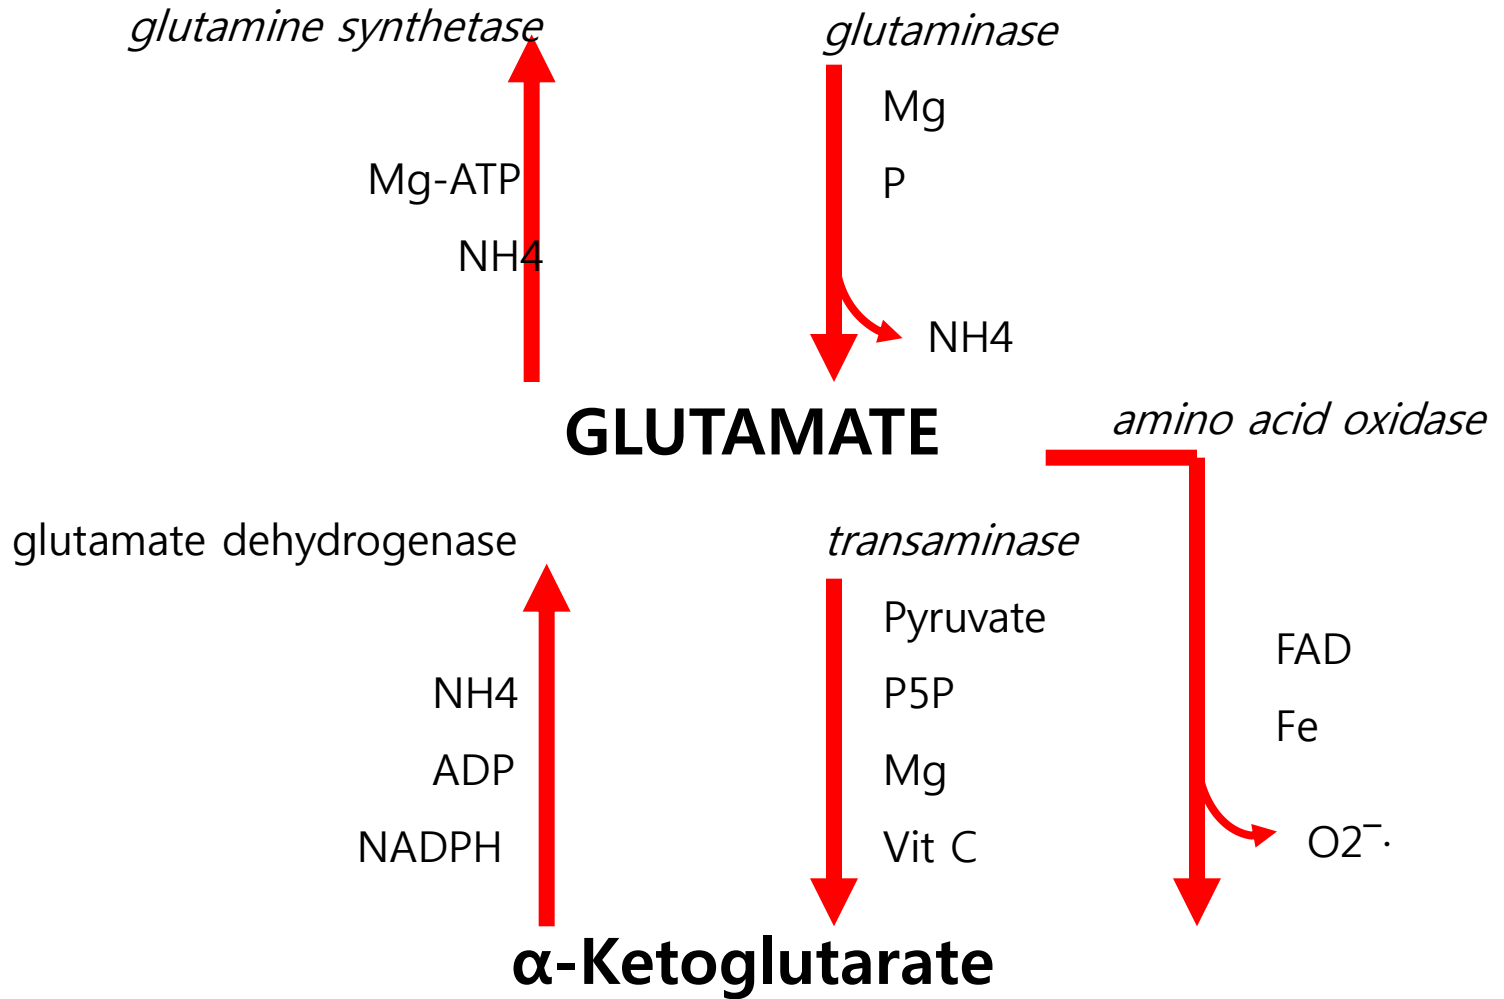 glutamine synthetase
glutaminase
Mg
Mg-ATP
P
NH4
NH4
GLUTAMATE
amino acid oxidase
glutamate dehydrogenase
transaminase
Pyruvate
FAD
NH4
P5P
Fe
ADP
Mg
NADPH
Vit C
O2⁻·
α-Ketoglutarate